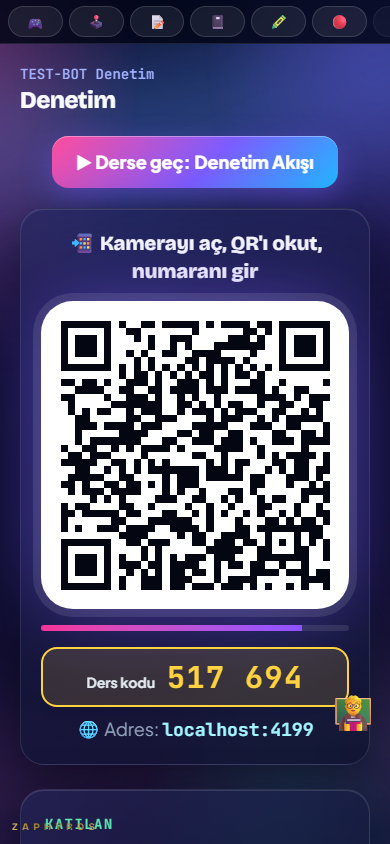 TEST-BOT Denetim
Denetim
▶ Derse geç: Denetim Akışı
Kamerayı aç, QR'ı okut,
numaranı gir
Ders kodu 517 694
Adres: localhost:4199
KATILAN